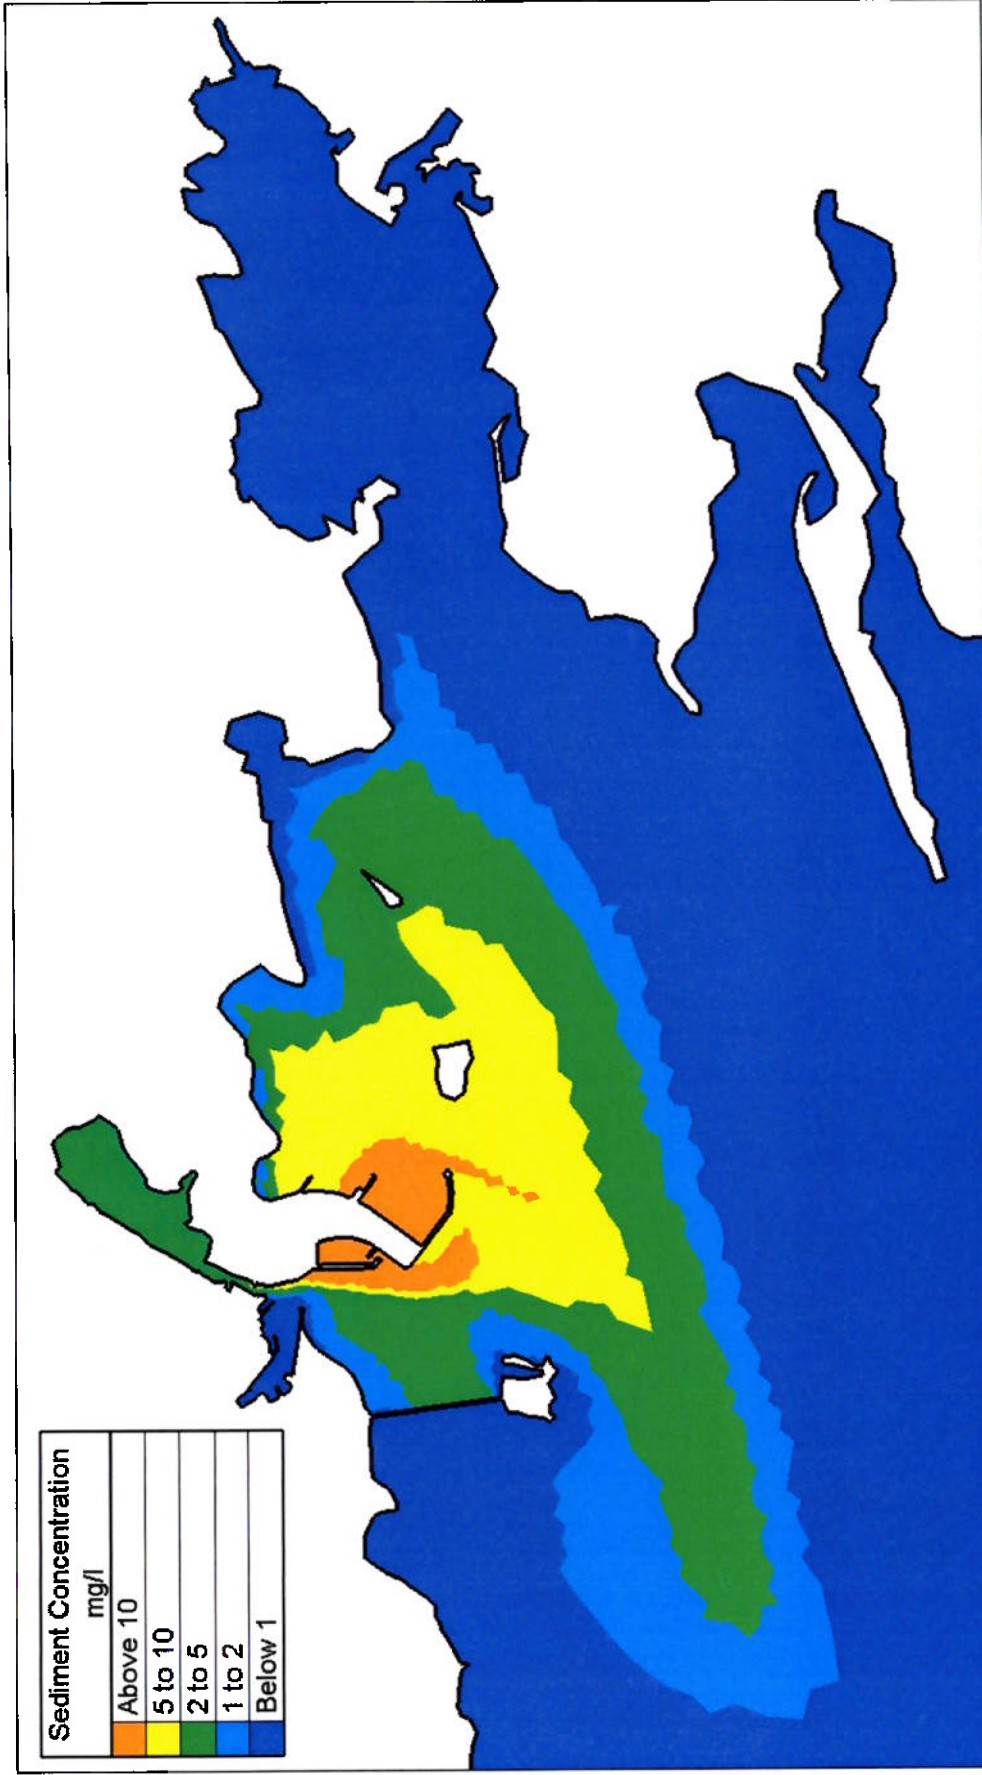 Sediment Concentration
mg/l
Above 10
5 to 10
2 to 5
1 to 2
Below 1